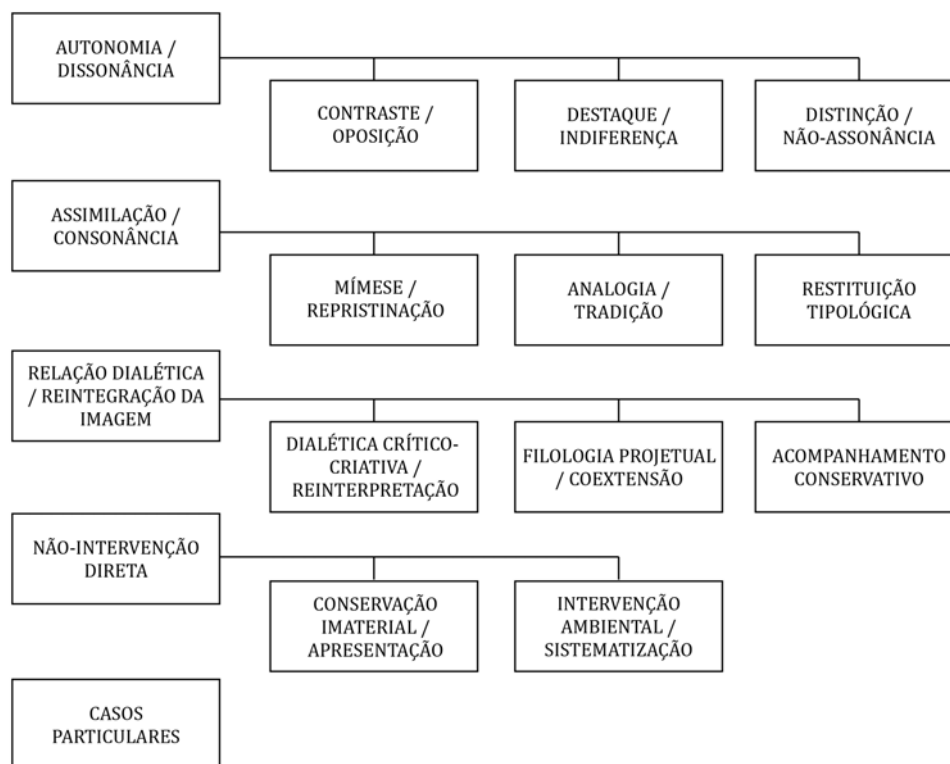 AUTONOMIA /
DISSONÂNCIA
CONTRASTE /
OPOSIÇÃO
DESTAQUE /
INDIFERENÇA
DISTINÇÃO /
NÃO-ASSONÂNCIA
ASSIMILAÇÃO /
CONSONÂNCIA
MÍMESE /
REPRISTINAÇÃO
ANALOGIA /
TRADIÇÃO
RESTITUIÇÃO
TIPOLÓGICA
RELAÇÃO DIALÉTICA
/ REINTEGRAÇÃO DA
IMAGEM
DIALÉTICA CRÍTICO-
CRIATIVA /
REINTERPRETAÇÃO
FILOLOGIA PROJETUAL
/ COEXTENSÃO
ACOMPANHAMENTO
CONSERVATIVO
NÃO-INTERVENÇÃO
DIRETA
CONSERVAÇÃO
IMATERIAL /
APRESENTAÇÃO
INTERVENÇÃO
AMBIENTAL /
SISTEMATIZAÇÃO
CASOS
PARTICULARES